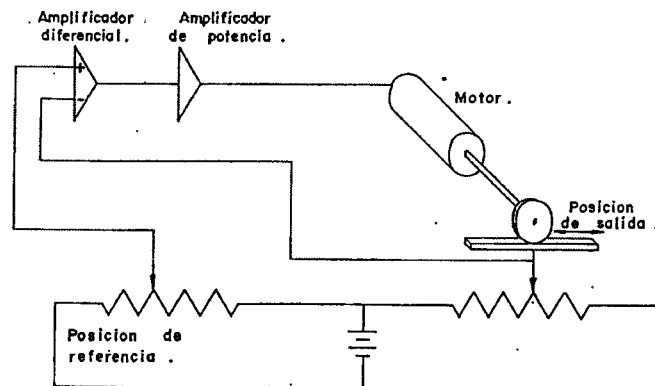 Amplificador
diferencial.
Amplificador
de potencia.
+
-
Motor.
Posicion
de salida.
Posicion de
referencia.